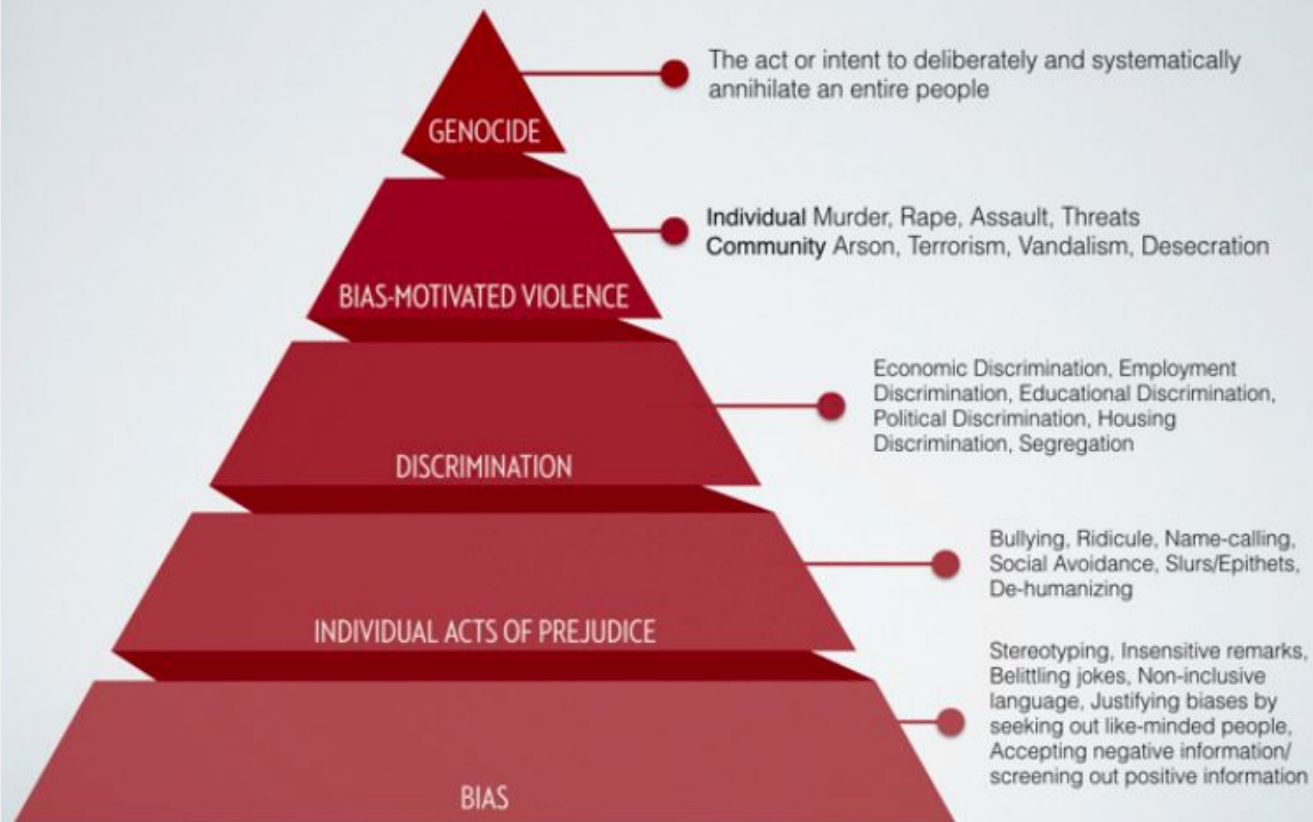 The act or intent to deliberately and systematically
annihilate an entire people
GENOCIDE
Individual Murder, Rape, Assault, Threats
Community Arson, Terrorism, Vandalism, Desecration
BIAS-MOTIVATED VIOLENCE
Economic Discrimination, Employment
Discrimination, Educational Discrimination,
Political Discrimination, Housing
Discrimination, Segregation
DISCRIMINATION
Bullying, Ridicule, Name-calling,
Social Avoidance, Slurs/Epithets,
De-humanizing
INDIVIDUAL ACTS OF PREJUDICE
Stereotyping, Insensitive remarks,
Belittling jokes, Non-inclusive
language, Justifying biases by
seeking out like-minded people,
Accepting negative information/
screening out positive information
BIAS